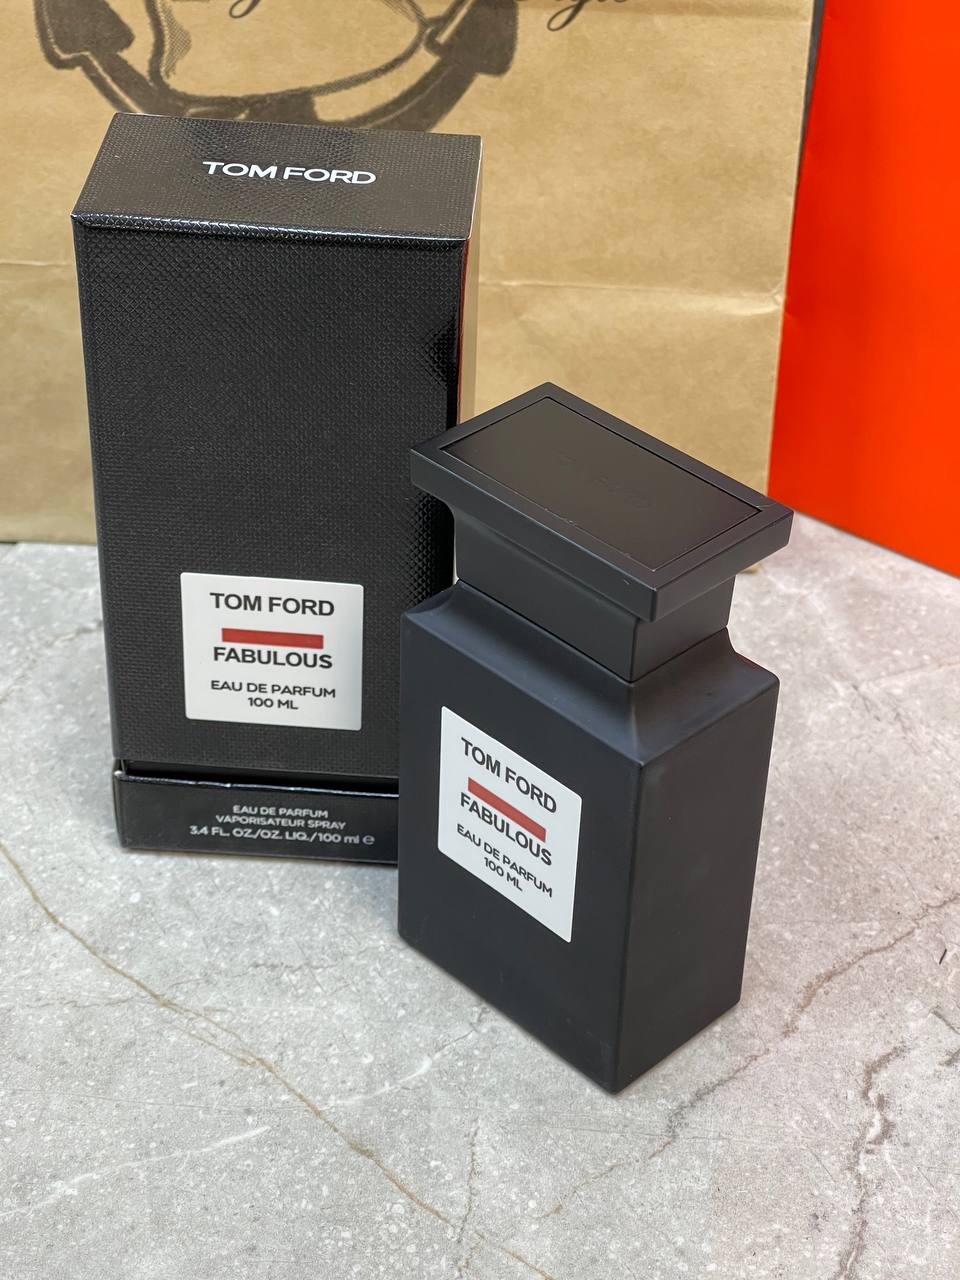 TOM FORD
TOM FORD
FABULOUS
EAU DE PARFUM
100 ML
EAU DE PARFUM
VAPORISATEUR SPRAY
3.4 FL. OZ./OZ. LIQ./100 ml e
TOM FORD
FABULOUS
EAU DE PARFUM
100 ML